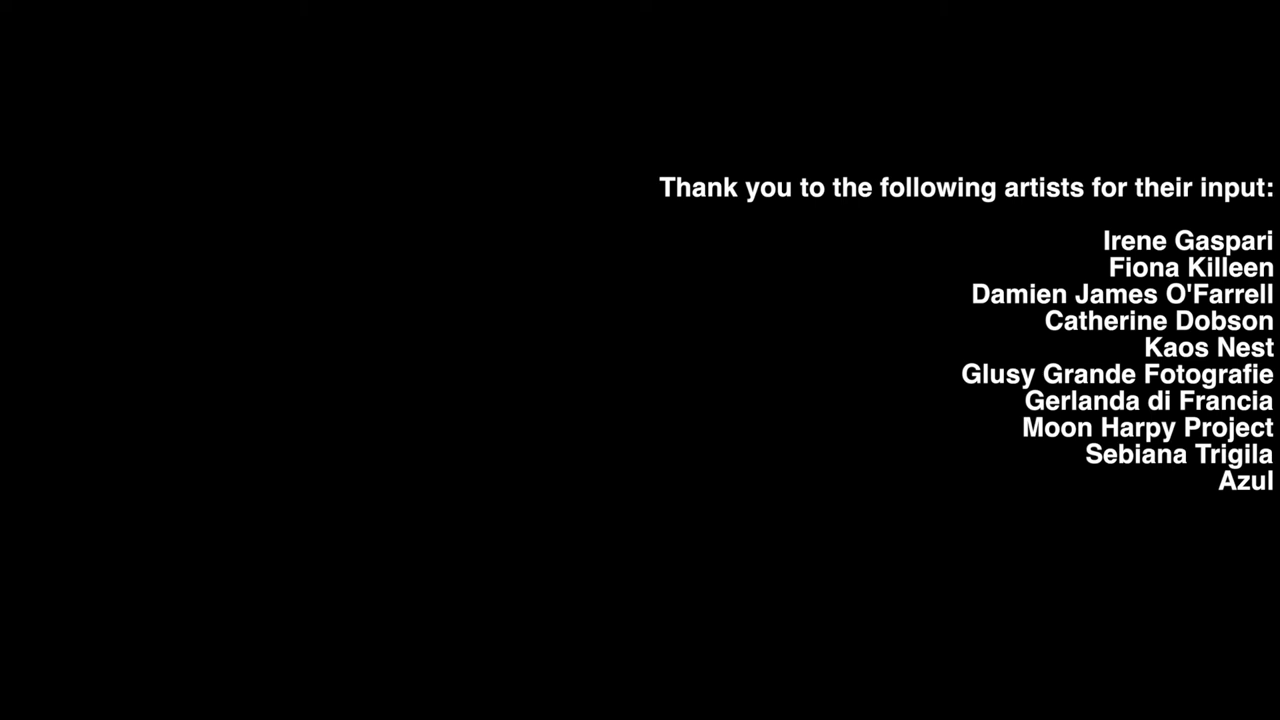 Thank you to the following artists for their input:
Irene Gaspari
Fiona Killeen
Damien James O'Farrell
Catherine Dobson
Kaos Nest
Glusy Grande Fotografie
Gerlanda di Francia
Moon Harpy Project
Sebiana Trigila
Azul